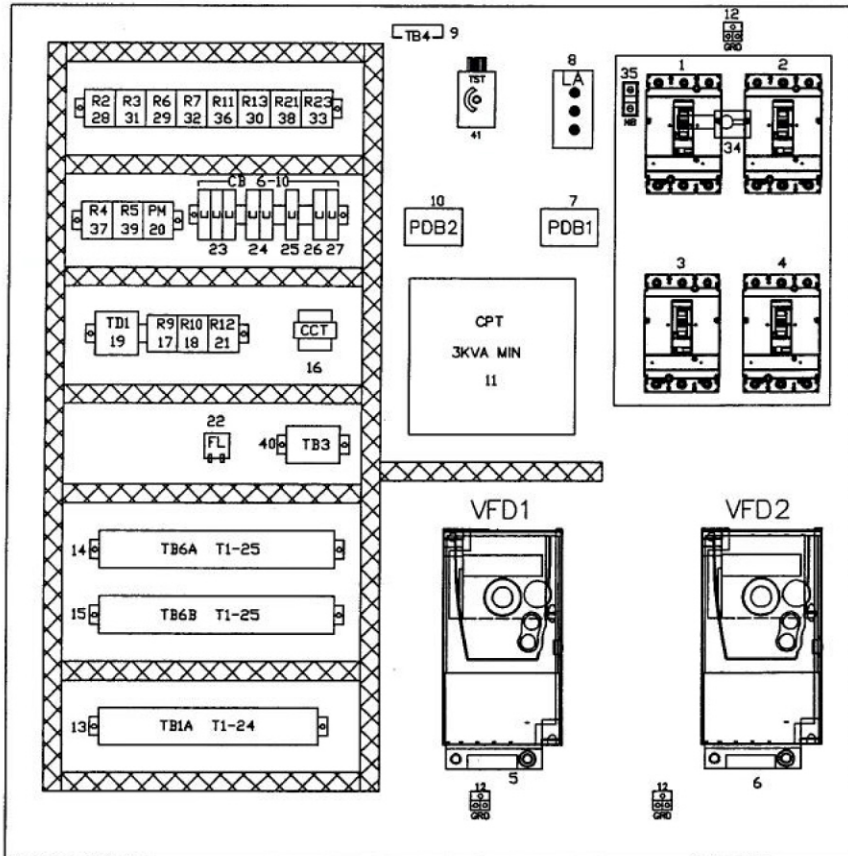 12
GRD
TB4 9
1 2
8
LA
TST
41
35
NB
34
R2 R3 R6 R7 R11 R13 R21 R23
28 31 29 32 36 30 38 33
CB 6-10
R4 R5 PM
37 39 20
23 24 25 26 27
10 7
PDB2 PDB1
3 4
TD1 R9 R10 R12
19 17 18 21
CCT
16
CPT
3KVA MIN
11
22
FL
40 TB3
VFD1 VFD2
14 TB6A T1-25
15 TB6B T1-25
13 TB1A T1-24
5 6
12 12
GRD GRD